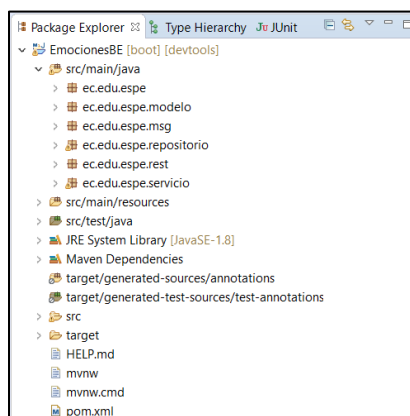 Package Explorer Type Hierarchy JUnit
EmocionesBE [boot] [devtools]
src/main/java
ec.edu.espe
ec.edu.espe.modelo
ec.edu.espe.msg
ec.edu.espe.repositorio
ec.edu.espe.rest
ec.edu.espe.servicio
src/main/resources
src/test/java
JRE System Library [JavaSE-1.8]
Maven Dependencies
target/generated-sources/annotations
target/generated-test-sources/test-annotations
src
target
HELP.md
mvnw
mvnw.cmd
pom.xml